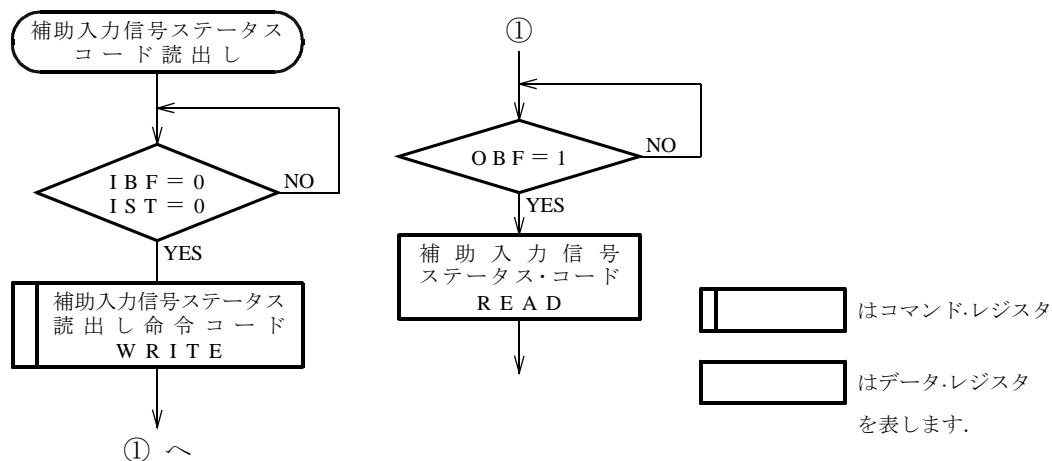 補助入力信号ステータス
コード読出し
IBF=0
IST=0
NO
YES
補助入力信号ステータス
読出し命令コード
WRITE
① へ
①
OBF=1
NO
YES
補助入力信号
ステータス・コード
READ
はコマンド・レジスタ
はデータ・レジスタ
を表します.